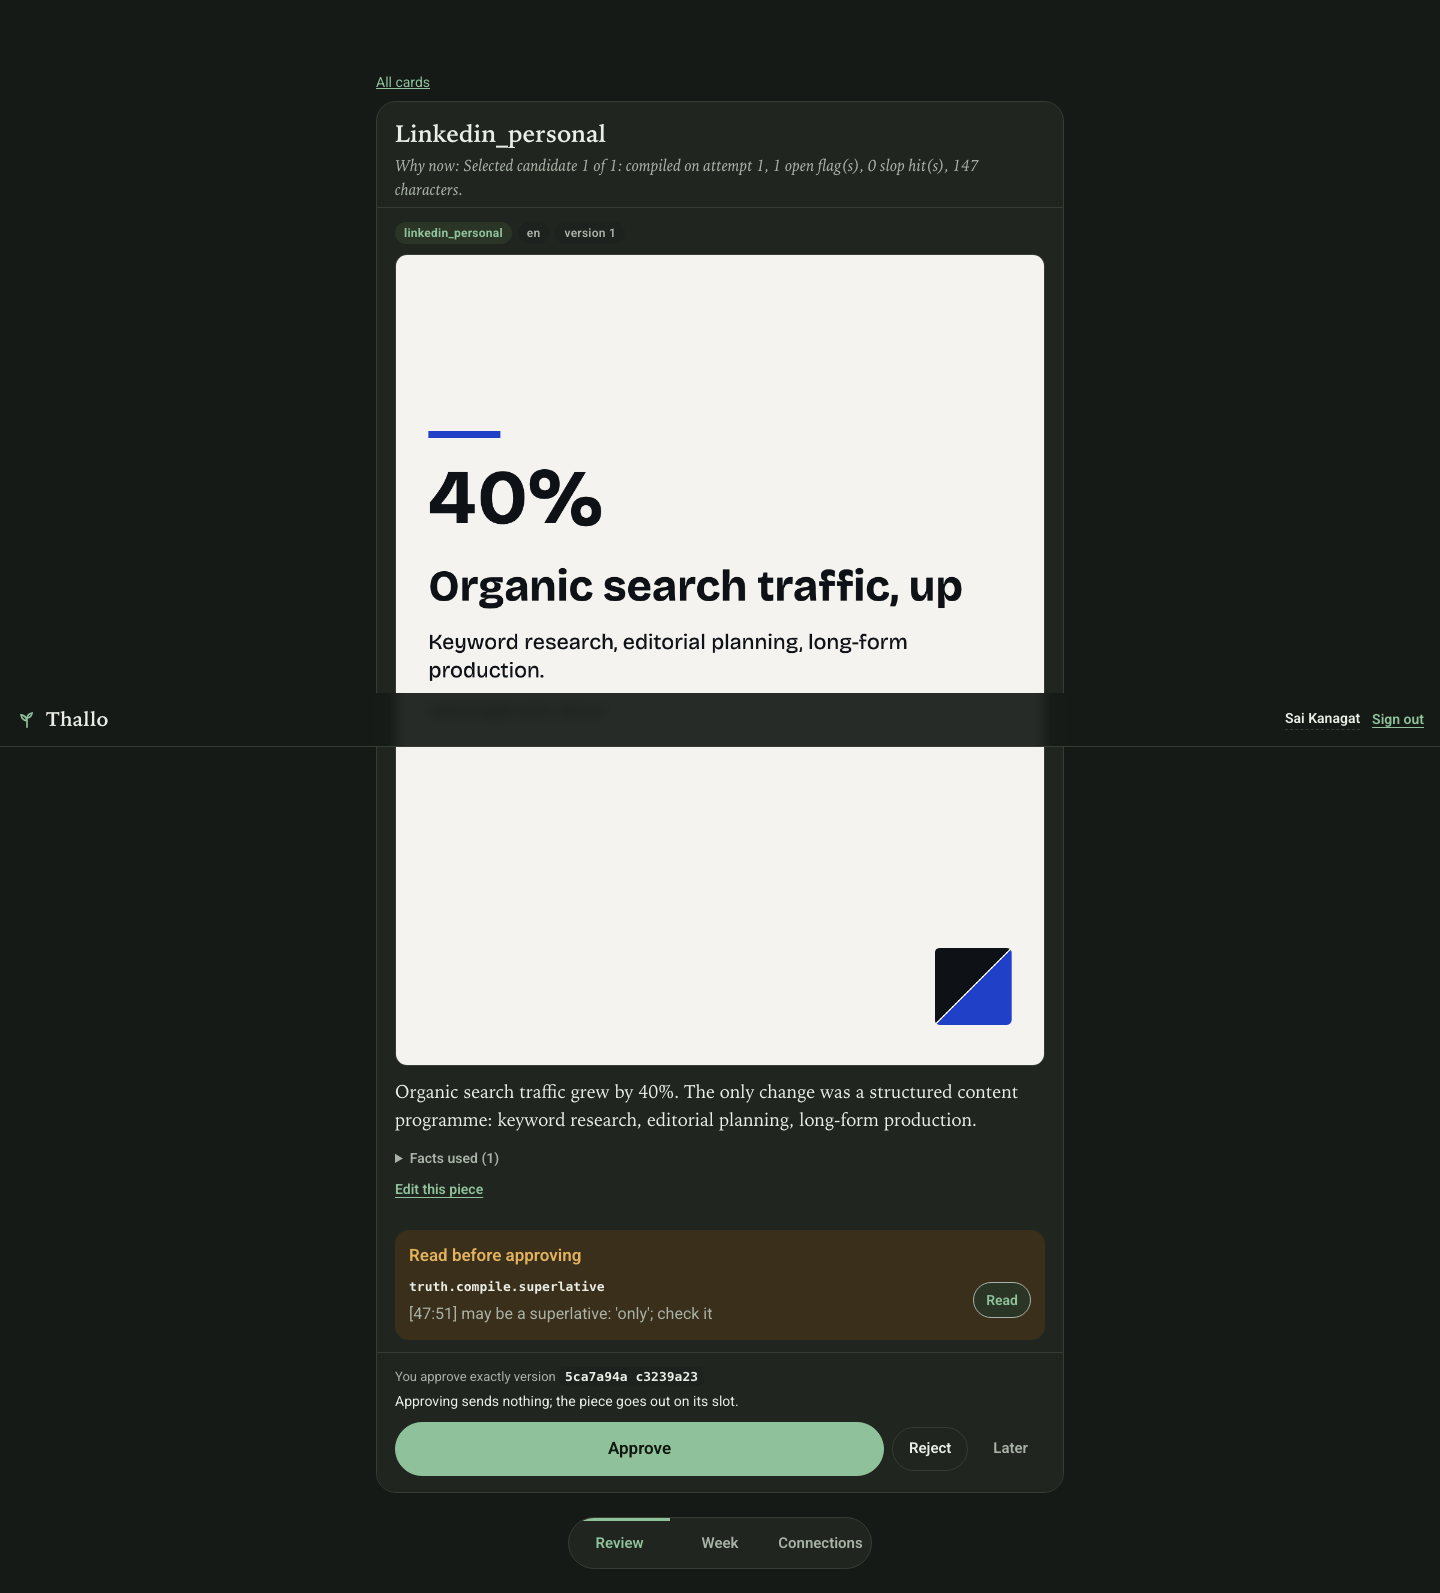 All cards
Linkedin_personal
Why now: Selected candidate 1 of 1: compiled on attempt 1, 1 open flag(s), 0 slop hit(s), 147
characters.
linkedin_personal en version 1
40%
Organic search traffic, up
Keyword research, editorial planning, long-form
production.
Thallo
Sai Kanagat Sign out
Organic search traffic grew by 40%. The only change was a structured content
programme: keyword research, editorial planning, long-form production.
Facts used (1)
Edit this piece
Read before approving
truth.compile.superlative
[47:51] may be a superlative: 'only'; check it
Read
You approve exactly version 5ca7a94a c3239a23
Approving sends nothing; the piece goes out on its slot.
Approve Reject Later
Review Week Connections